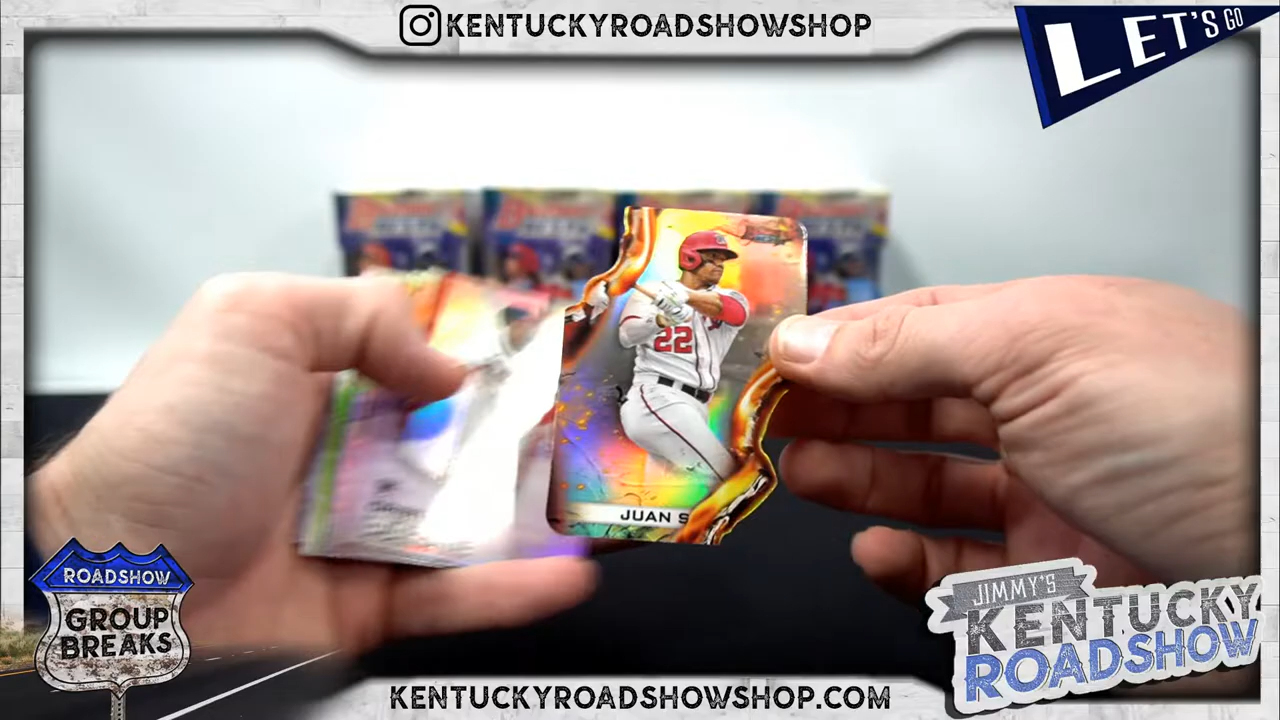 KENTUCKYROADSHOWSHOP
LET'S GO
22
JUAN S
ROADSHOW
GROUP
BREAKS
JIMMY'S
KENTUCKY
ROADSHOW
KENTUCKYROADSHOWSHOP.COM